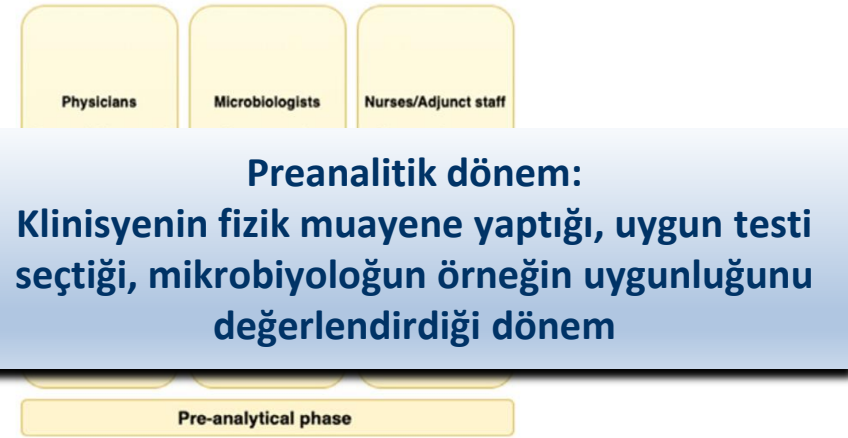 Physicians Microbiologists Nurses/Adjunct staff
Preanalitik dönem:
Klinisyenin fizik muayene yaptığı, uygun testi
seçtiği, mikrobiyoloğun örneğin uygunluğunu
değerlendirdiği dönem
Pre-analytical phase